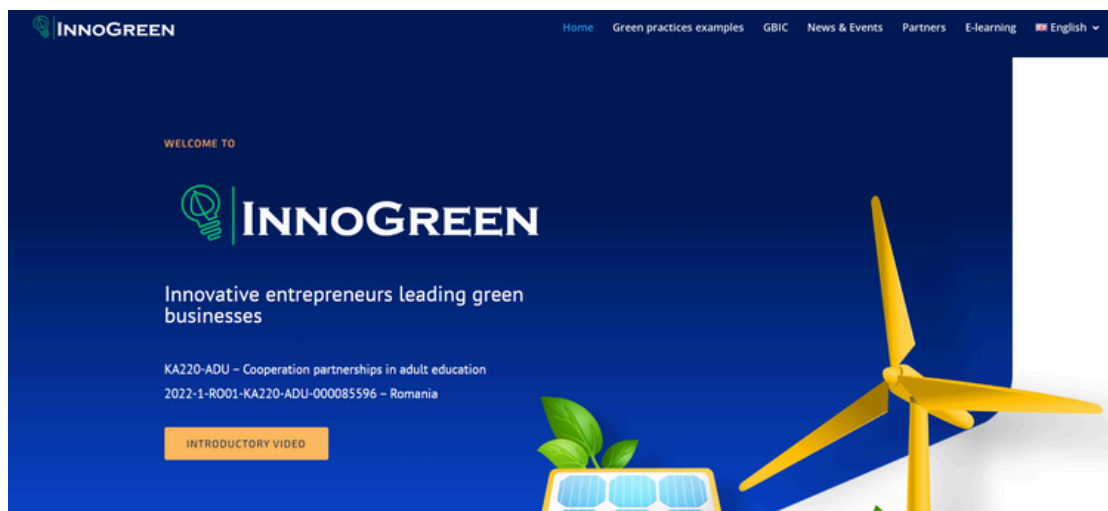 INNOGREEN
Home Green practices examples GBIC News & Events Partners E-learning English
WELCOME TO
INNOGREEN
Innovative entrepreneurs leading green
businesses
KA220-ADU – Cooperation partnerships in adult education
2022-1-RO01-KA220-ADU-000085596 – Romania
INTRODUCTORY VIDEO